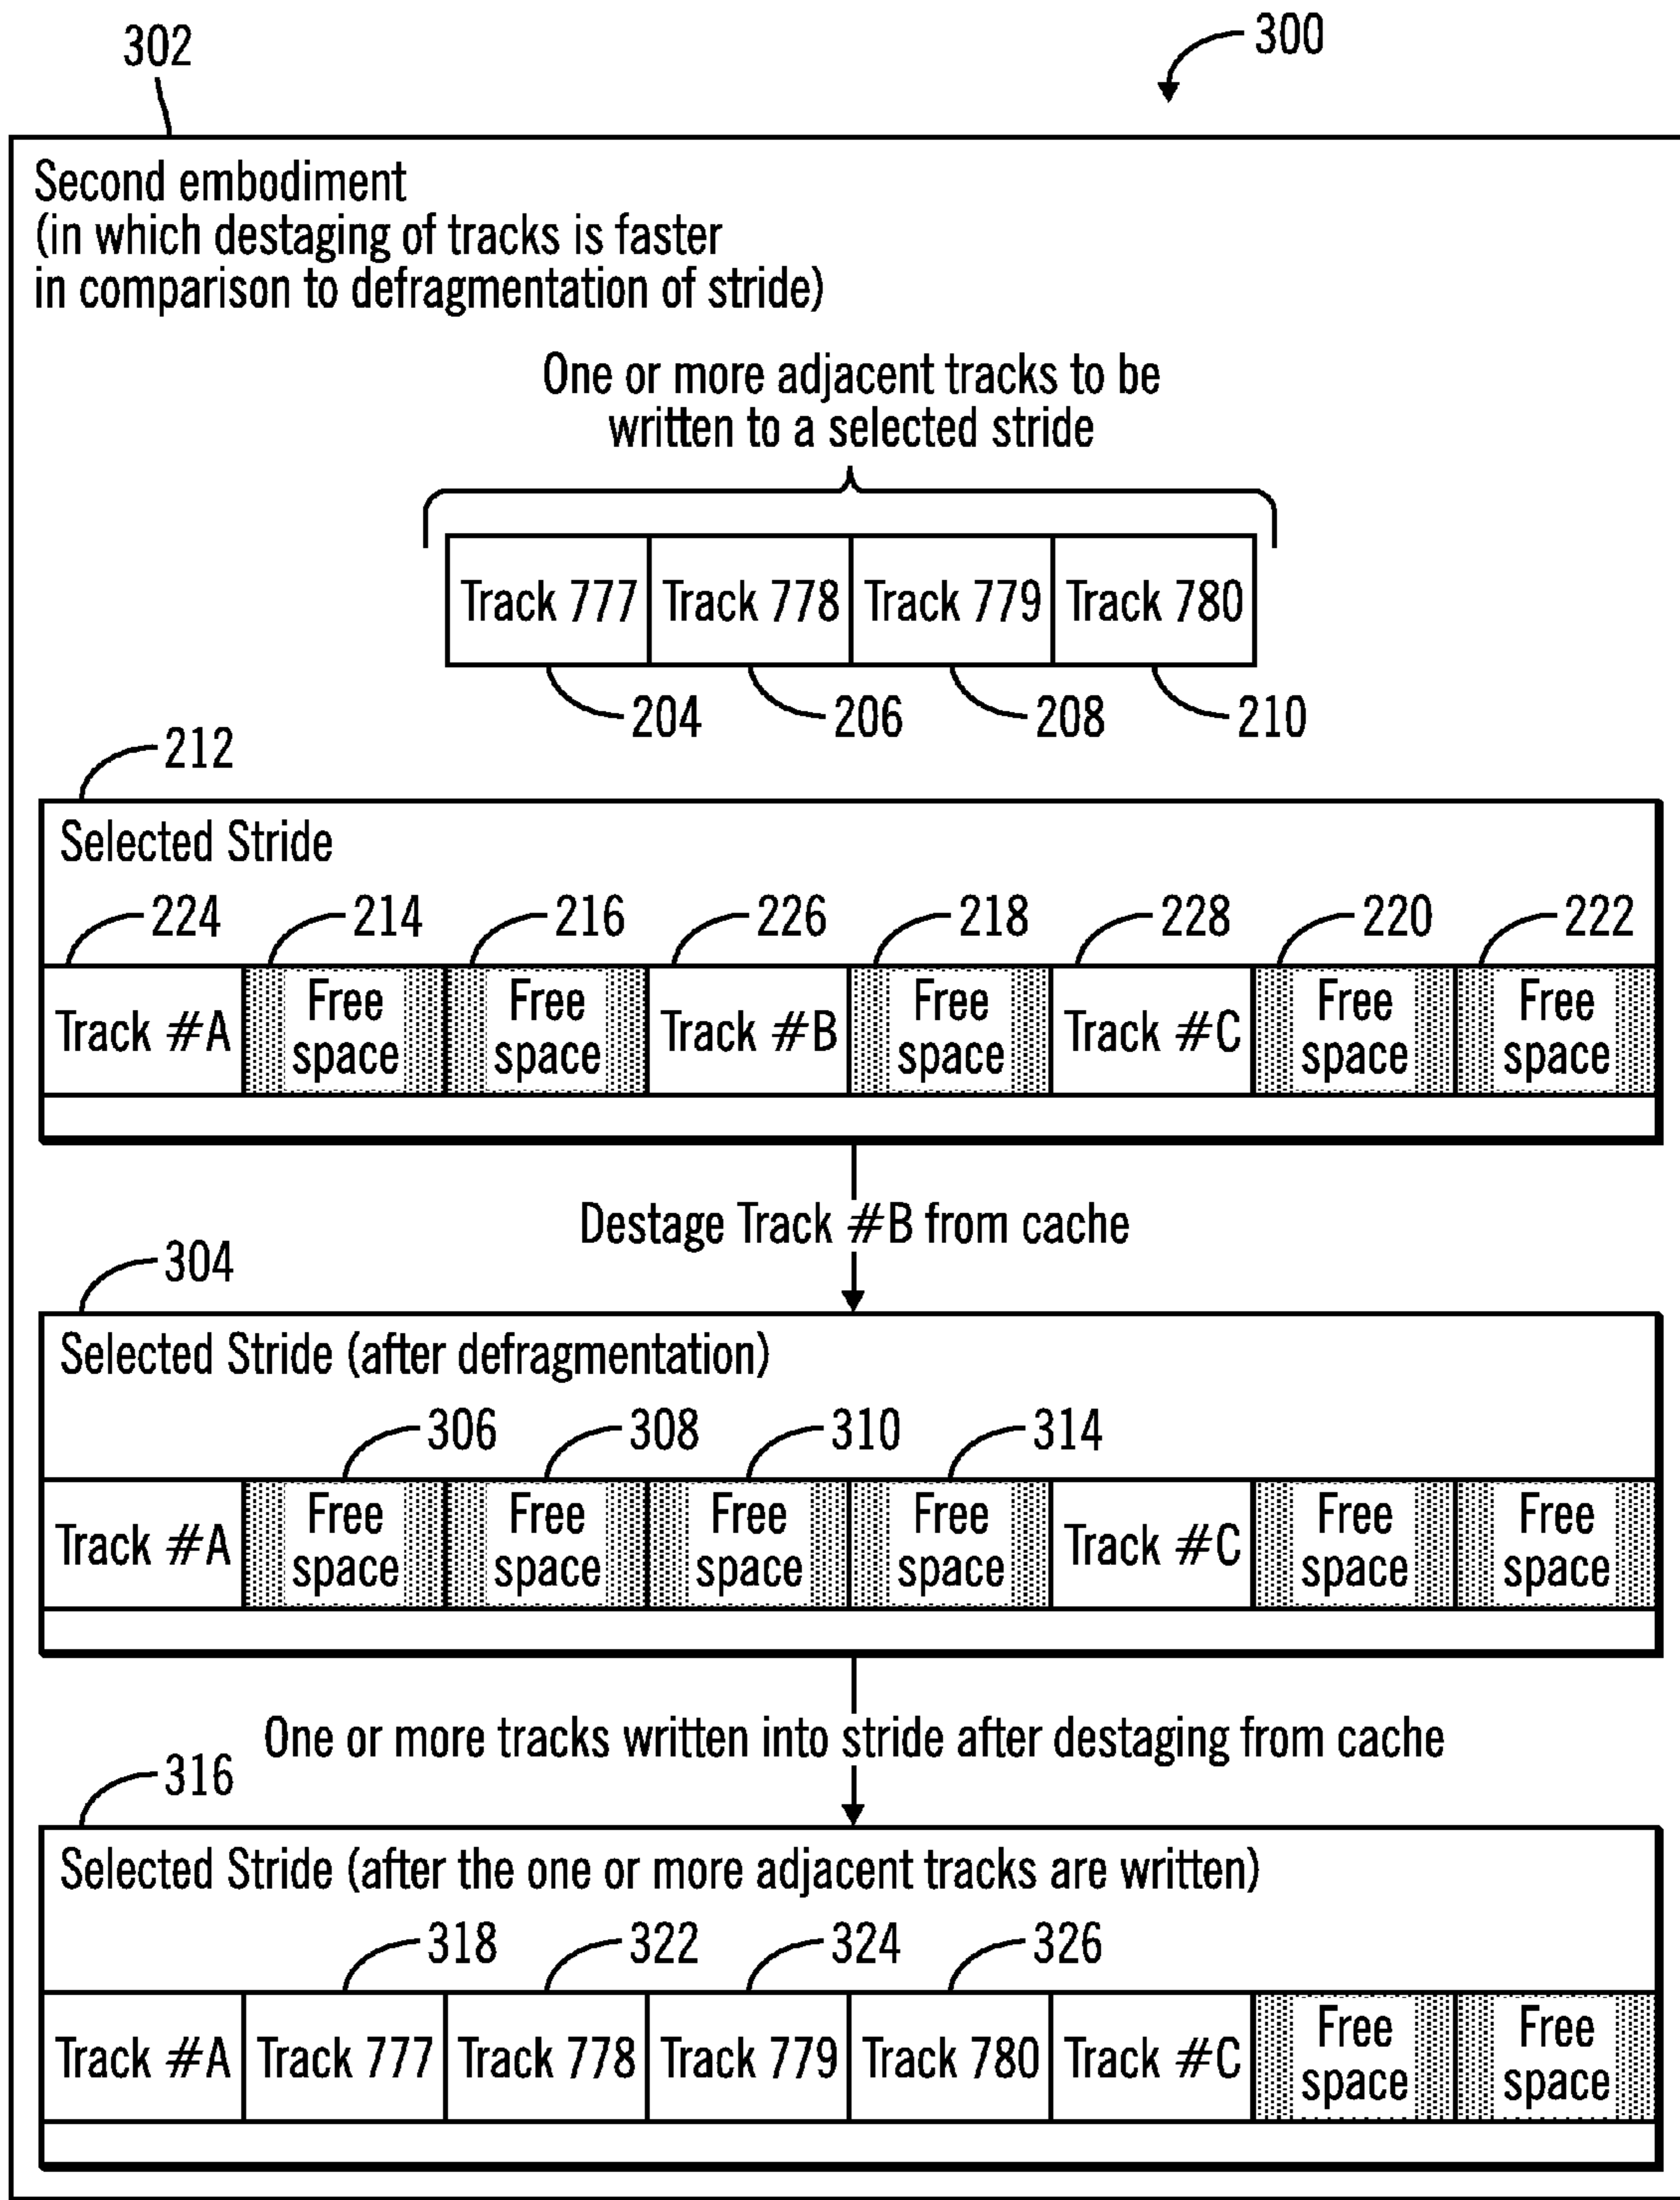 302
300
Second embodiment
(in which destaging of tracks is faster
in comparison to defragmentation of stride)
One or more adjacent tracks to be
written to a selected stride
Track 777 Track 778 Track 779 Track 780
204 206 208 210
212
Selected Stride
224 214 216 226 218 228 220 222
Track #A Free space Free space Track #B Free space Track #C Free space Free space
Destage Track #B from cache
304
Selected Stride (after defragmentation)
306 308 310 314
Track #A Free space Free space Free space Free space Track #C Free space Free space
One or more tracks written into stride after destaging from cache
316
Selected Stride (after the one or more adjacent tracks are written)
318 322 324 326
Track #A Track 777 Track 778 Track 779 Track 780 Track #C Free space Free space